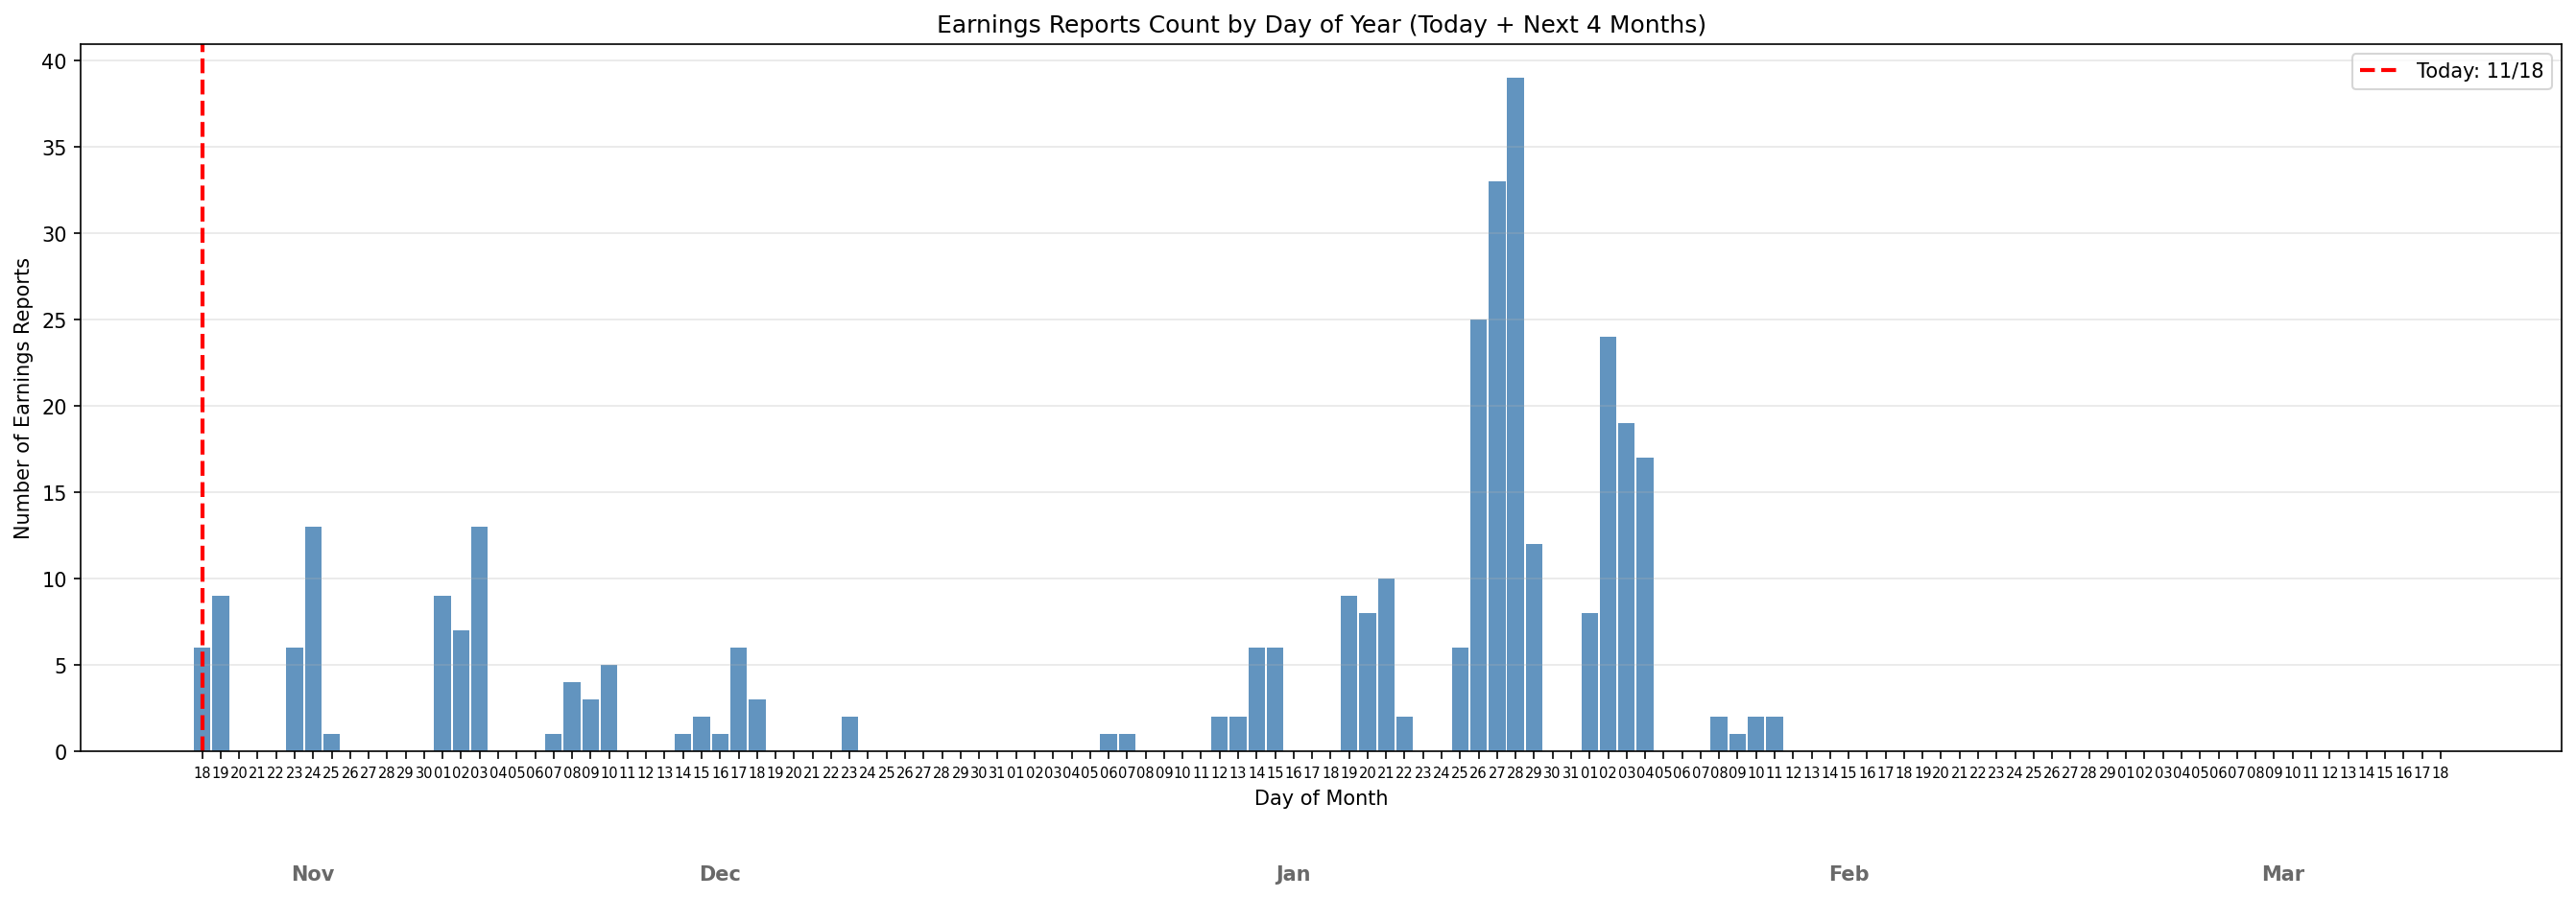 Earnings Reports Count by Day of Year (Today + Next 4 Months)
Today: 11/18
Number of Earnings Reports
40
35
30
25
20
15
10
5
0
18 19 20 21 22 23 24 25 26 27 28 29 30 01 02 03 04 05 06 07 08 09 10 11 12 13 14 15 16 17 18 19 20 21 22 23 24 25 26 27 28 29 30 31 01 02 03 04 05 06 07 08 09 10 11 12 13 14 15 16 17 18 19 20 21 22 23 24 25 26 27 28 29 30 31 01 02 03 04 05 06 07 08 09 10 11 12 13 14 15 16 17 18 19 20 21 22 23 24 25 26 27 28 29 01 02 03 04 05 06 07 08 09 10 11 12 13 14 15 16 17 18
Day of Month
Nov Dec Jan Feb Mar